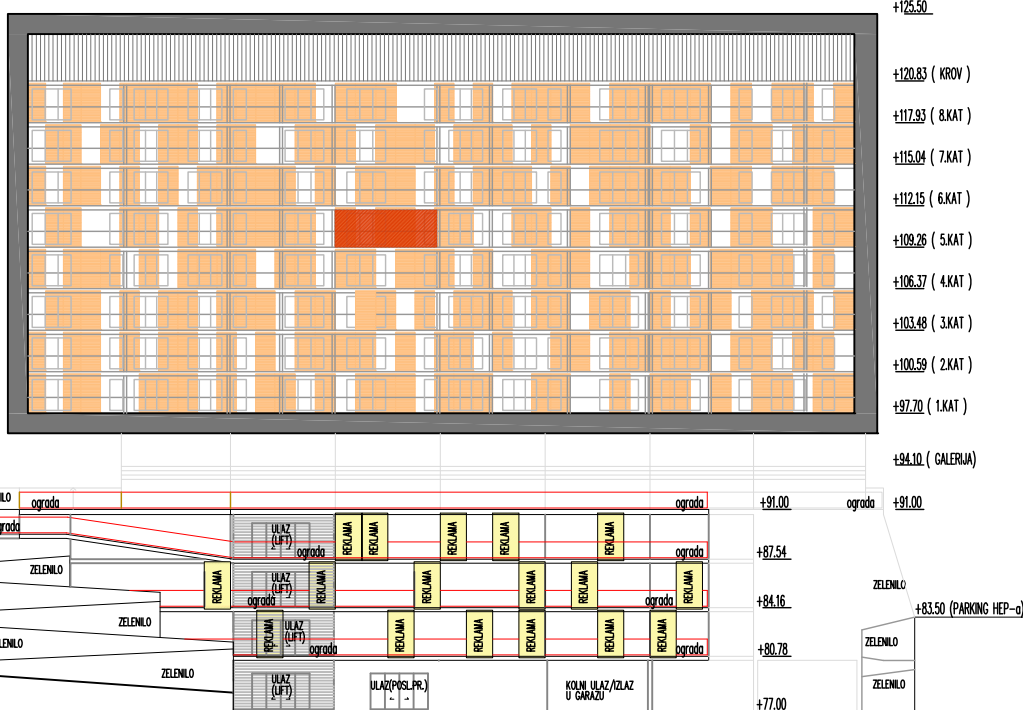 +125.50
+120.83 ( KROV )
+117.93 ( 8.KAT )
+115.04 ( 7.KAT )
+112.15 ( 6.KAT )
+109.26 ( 5.KAT )
+106.37 ( 4.KAT )
+103.48 ( 3.KAT )
+100.59 ( 2.KAT )
+97.70 ( 1.KAT )
+94.10 ( GALERIJA)
ILO
ograda
ograda
+91.00
ograda
+91.00
grada
ULAZ
(LIFT)
ograda
REKLAMA
REKLAMA
REKLAMA
REKLAMA
REKLAMA
ograda
+87.54
ZELENILO
REKLAMA
ULAZ
(LIFT)
ograda
REKLAMA
REKLAMA
REKLAMA
REKLAMA
ograda
REKLAMA
+84.16
ZELENILO
+83.50 (PARKING HEP-a)
ZELENILO
REKLAMA
ULAZ
(LIFT)
ograda
REKLAMA
REKLAMA
REKLAMA
REKLAMA
REKLAMA
ograda
+80.78
ZELENILO
ELENILO
ZELENILO
ULAZ
(LIFT)
ULAZ(POSL.PR.)
KOLNI ULAZ/IZLAZ
U GARAZU
+77.00
ZELENILO